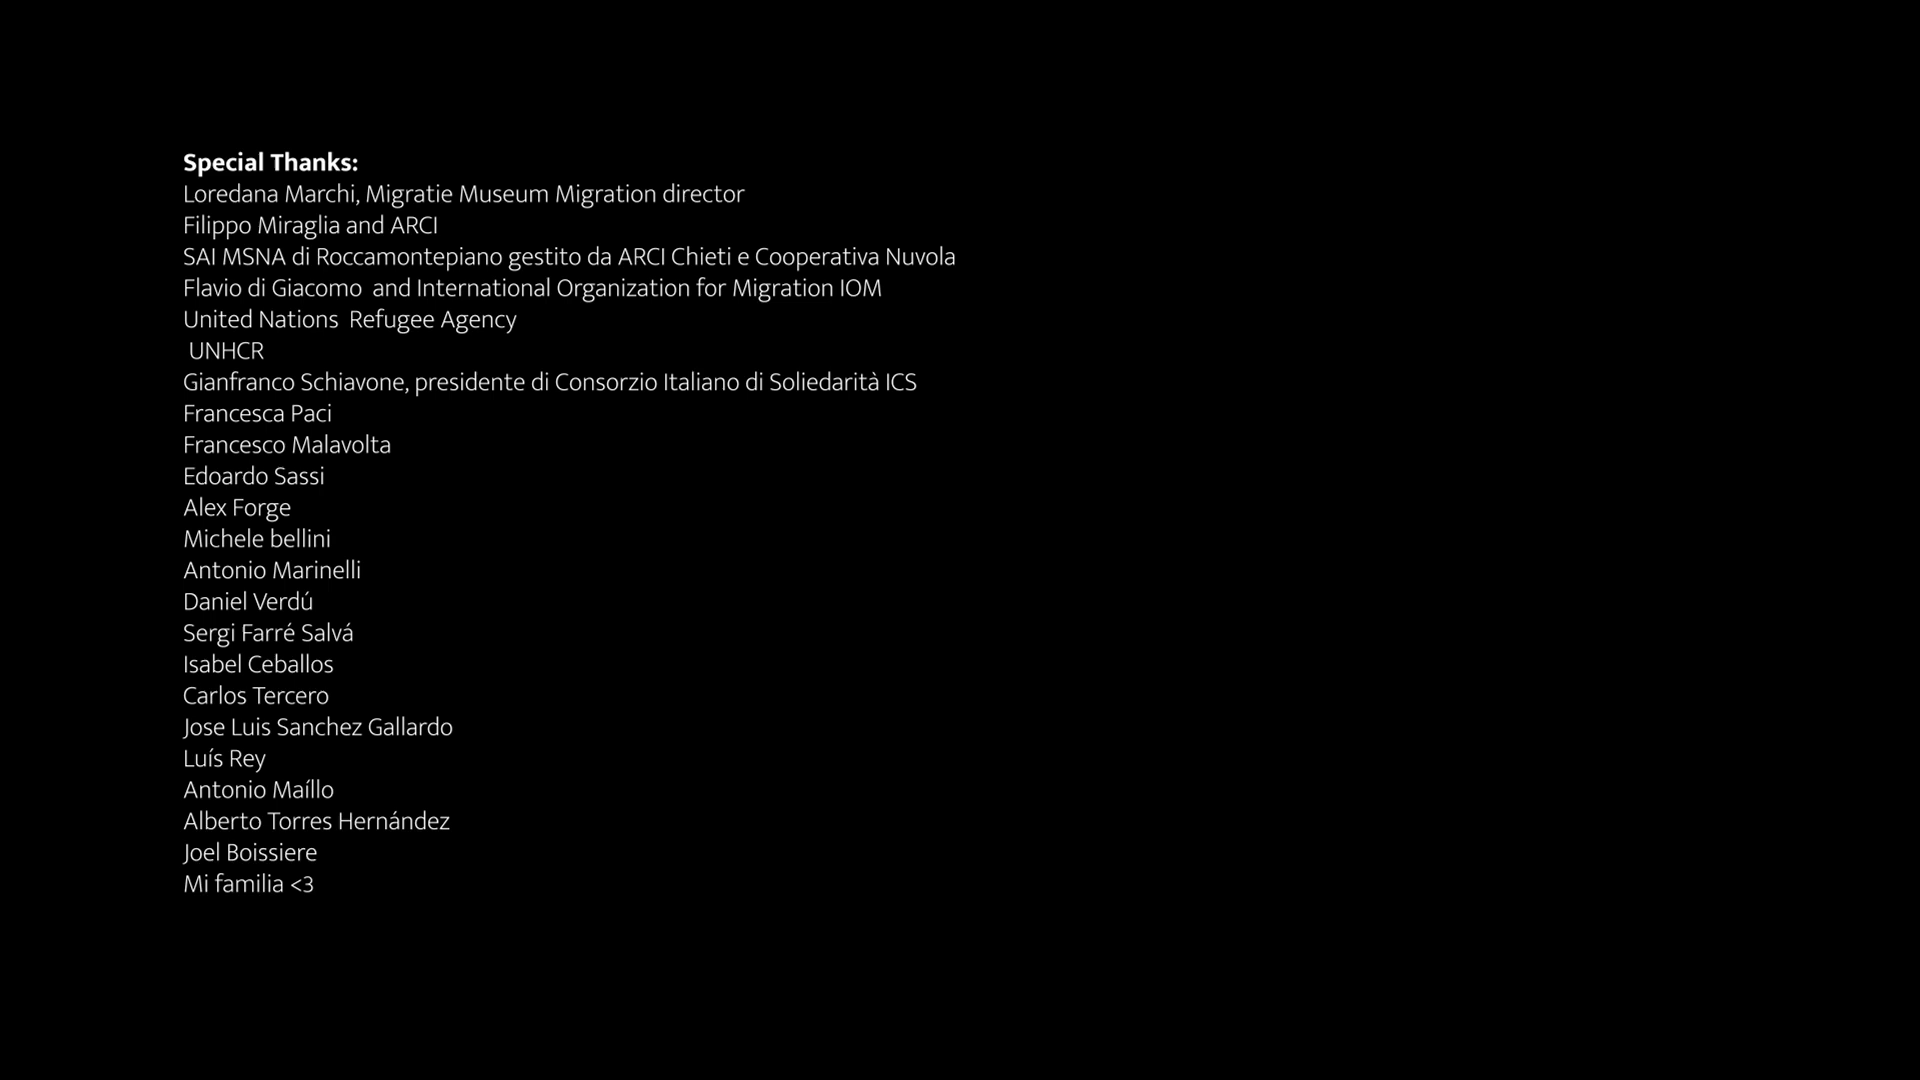 Special Thanks:
Loredana Marchi, Migratie Museum Migration director
Filippo Miraglia and ARCI
SAI MSNA di Roccamontepiano gestito da ARCI Chieti e Cooperativa Nuvola
Flavio di Giacomo  and International Organization for Migration IOM
United Nations  Refugee Agency
UNHCR
Gianfranco Schiavone, presidente di Consorzio Italiano di Soliedarità ICS
Francesca Paci
Francesco Malavolta
Edoardo Sassi
Alex Forge
Michele bellini
Antonio Marinelli
Daniel Verdú
Sergi Farré Salvá
Isabel Ceballos
Carlos Tercero
Jose Luis Sanchez Gallardo
Luís Rey
Antonio Maíllo
Alberto Torres Hernández
Joel Boissiere
Mi familia <3